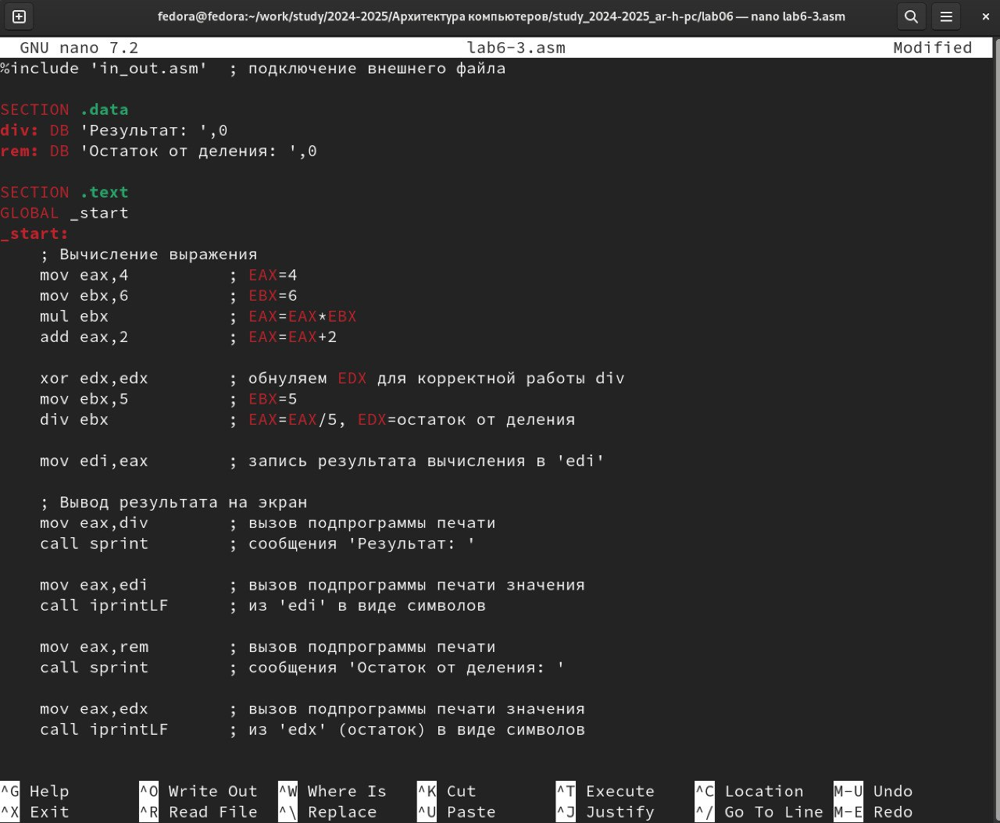 fedora@fedora:~/work/study/2024-2025/Архитектура компьютеров/study_2024-2025_ar-h-pc/lab06 — nano lab6-3.asm
GNU nano 7.2 lab6-3.asm Modified
%include 'in_out.asm'  ; подключение внешнего файла
SECTION .data
div: DB 'Результат: ',0
rem: DB 'Остаток от деления: ',0
SECTION .text
GLOBAL _start
_start:
    ; Вычисление выражения
    mov eax,4          ; EAX=4
    mov ebx,6          ; EBX=6
    mul ebx            ; EAX=EAX*EBX
    add eax,2          ; EAX=EAX+2
    xor edx,edx        ; обнуляем EDX для корректной работы div
    mov ebx,5          ; EBX=5
    div ebx            ; EAX=EAX/5, EDX=остаток от деления
    mov edi,eax        ; запись результата вычисления в 'edi'
    ; Вывод результата на экран
    mov eax,div        ; вызов подпрограммы печати
    call sprint        ; сообщения 'Результат: '
    mov eax,edi        ; вызов подпрограммы печати значения
    call iprintLF      ; из 'edi' в виде символов
    mov eax,rem        ; вызов подпрограммы печати
    call sprint        ; сообщения 'Остаток от деления: '
    mov eax,edx        ; вызов подпрограммы печати значения
    call iprintLF      ; из 'edx' (остаток) в виде символов
^G Help ^O Write Out ^W Where Is ^K Cut ^T Execute ^C Location M-U Undo
^X Exit ^R Read File ^\ Replace ^U Paste ^J Justify ^/ Go To Line M-E Redo